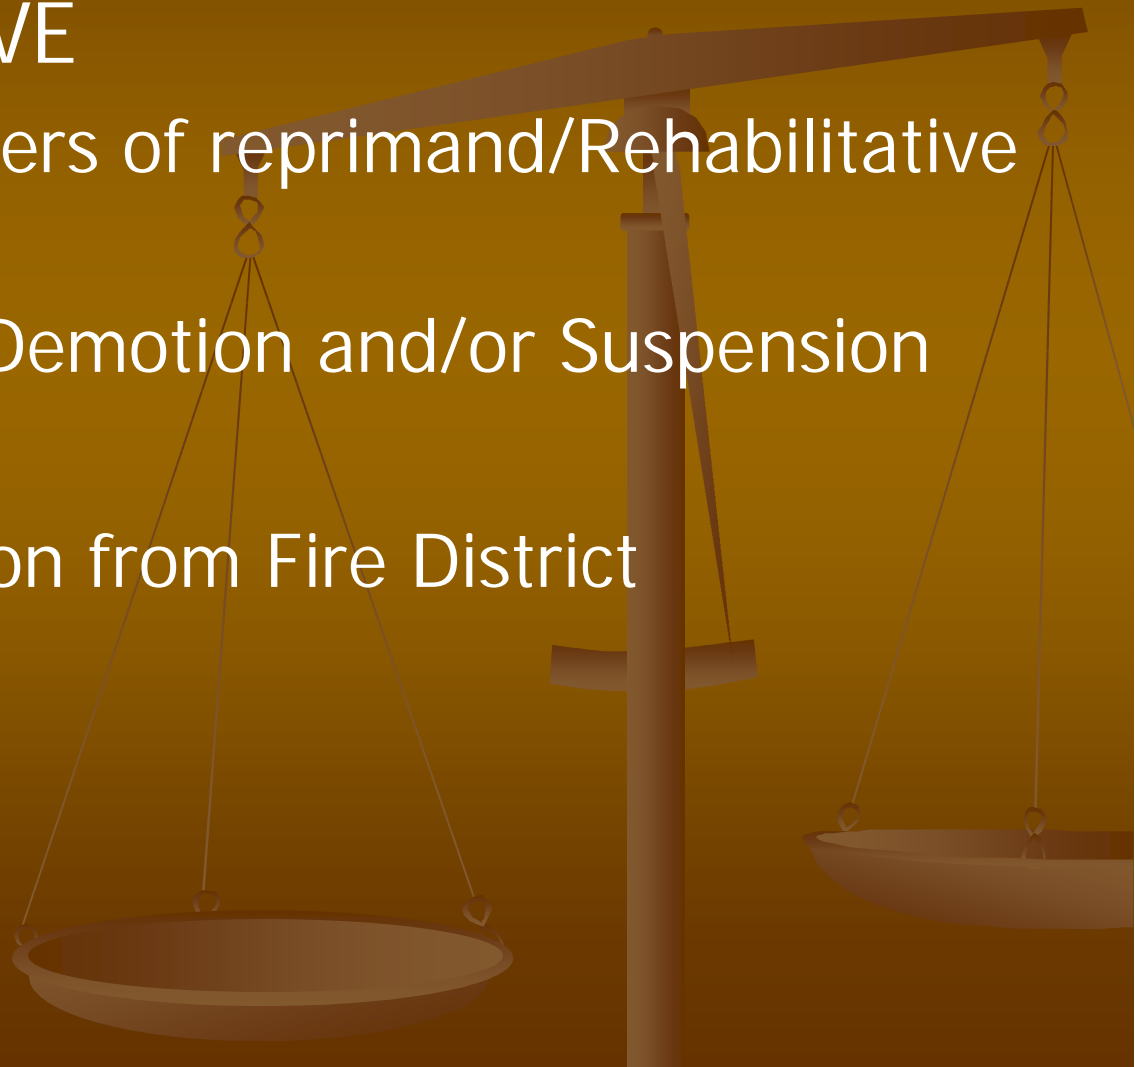 VE
ers of reprimand/Rehabilitative
Demotion and/or Suspension
on from Fire District